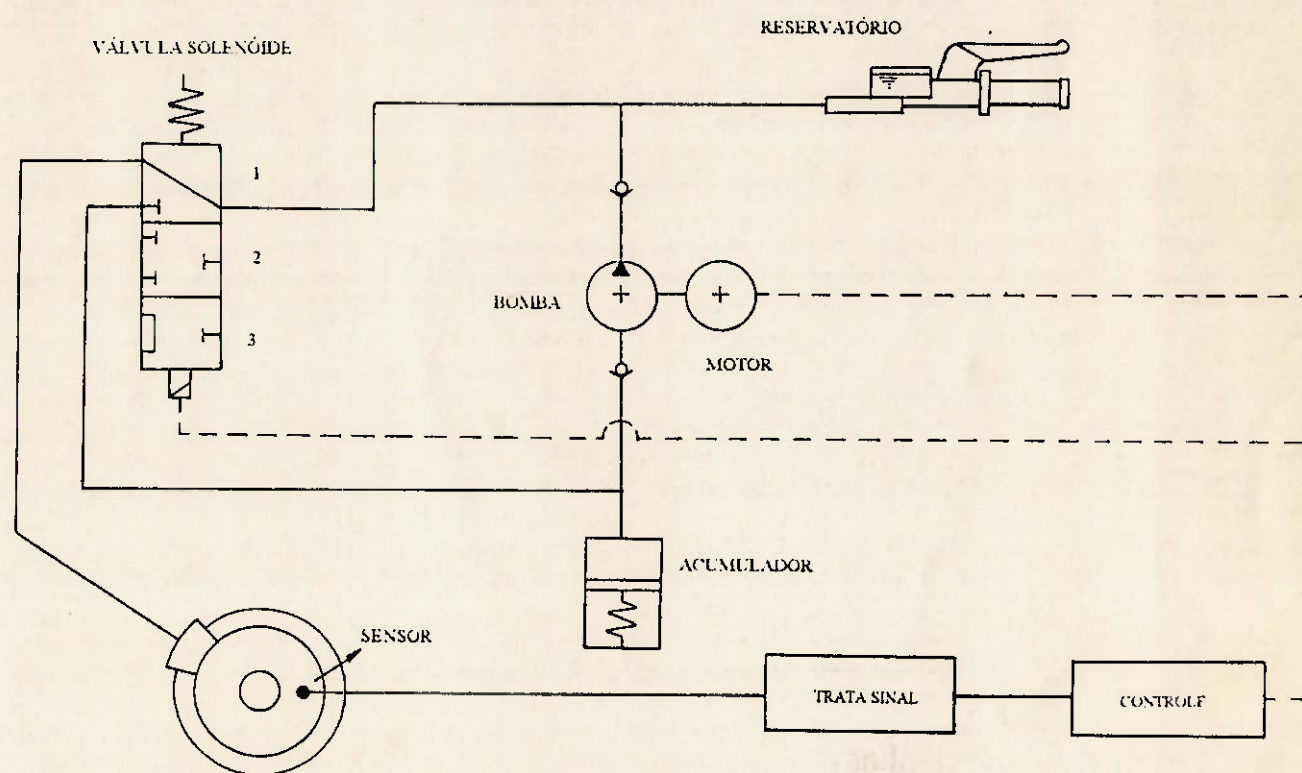 RESERVATÓRIO
VÁLVULA SOLENÓIDE
1
2
BOMBA
3
MOTOR
ACUMULADOR
SENSOR
TRATA SINAL
CONTROLE